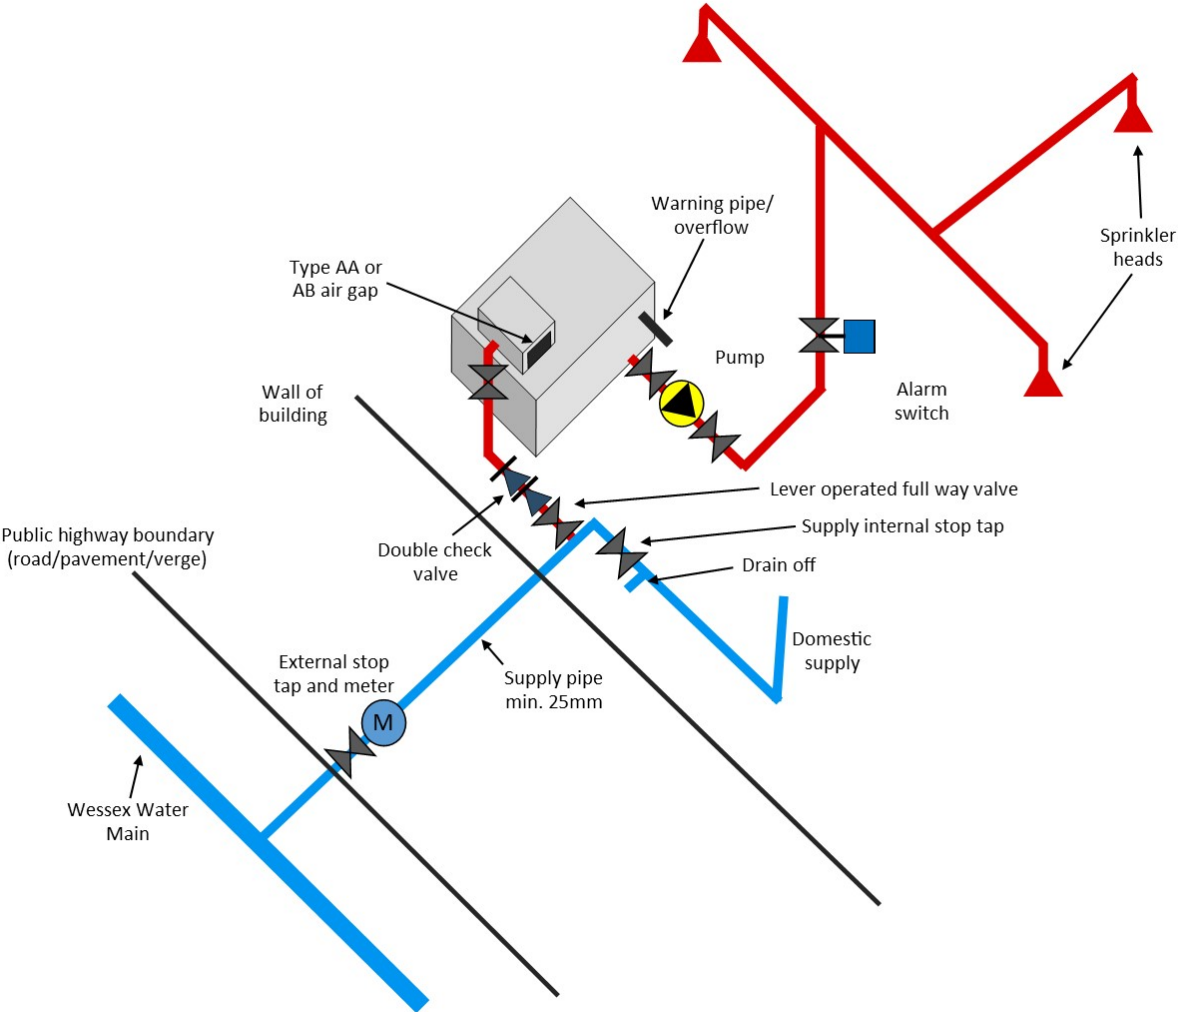 Warning pipe/
overflow
Sprinkler
heads
Type AA or
AB air gap
Pump
Wall of
building
Alarm
switch
Lever operated full way valve
Supply internal stop tap
Public highway boundary
(road/pavement/verge)
Double check
valve
Drain off
Domestic
supply
External stop
tap and meter
Supply pipe
min. 25mm
M
Wessex Water
Main